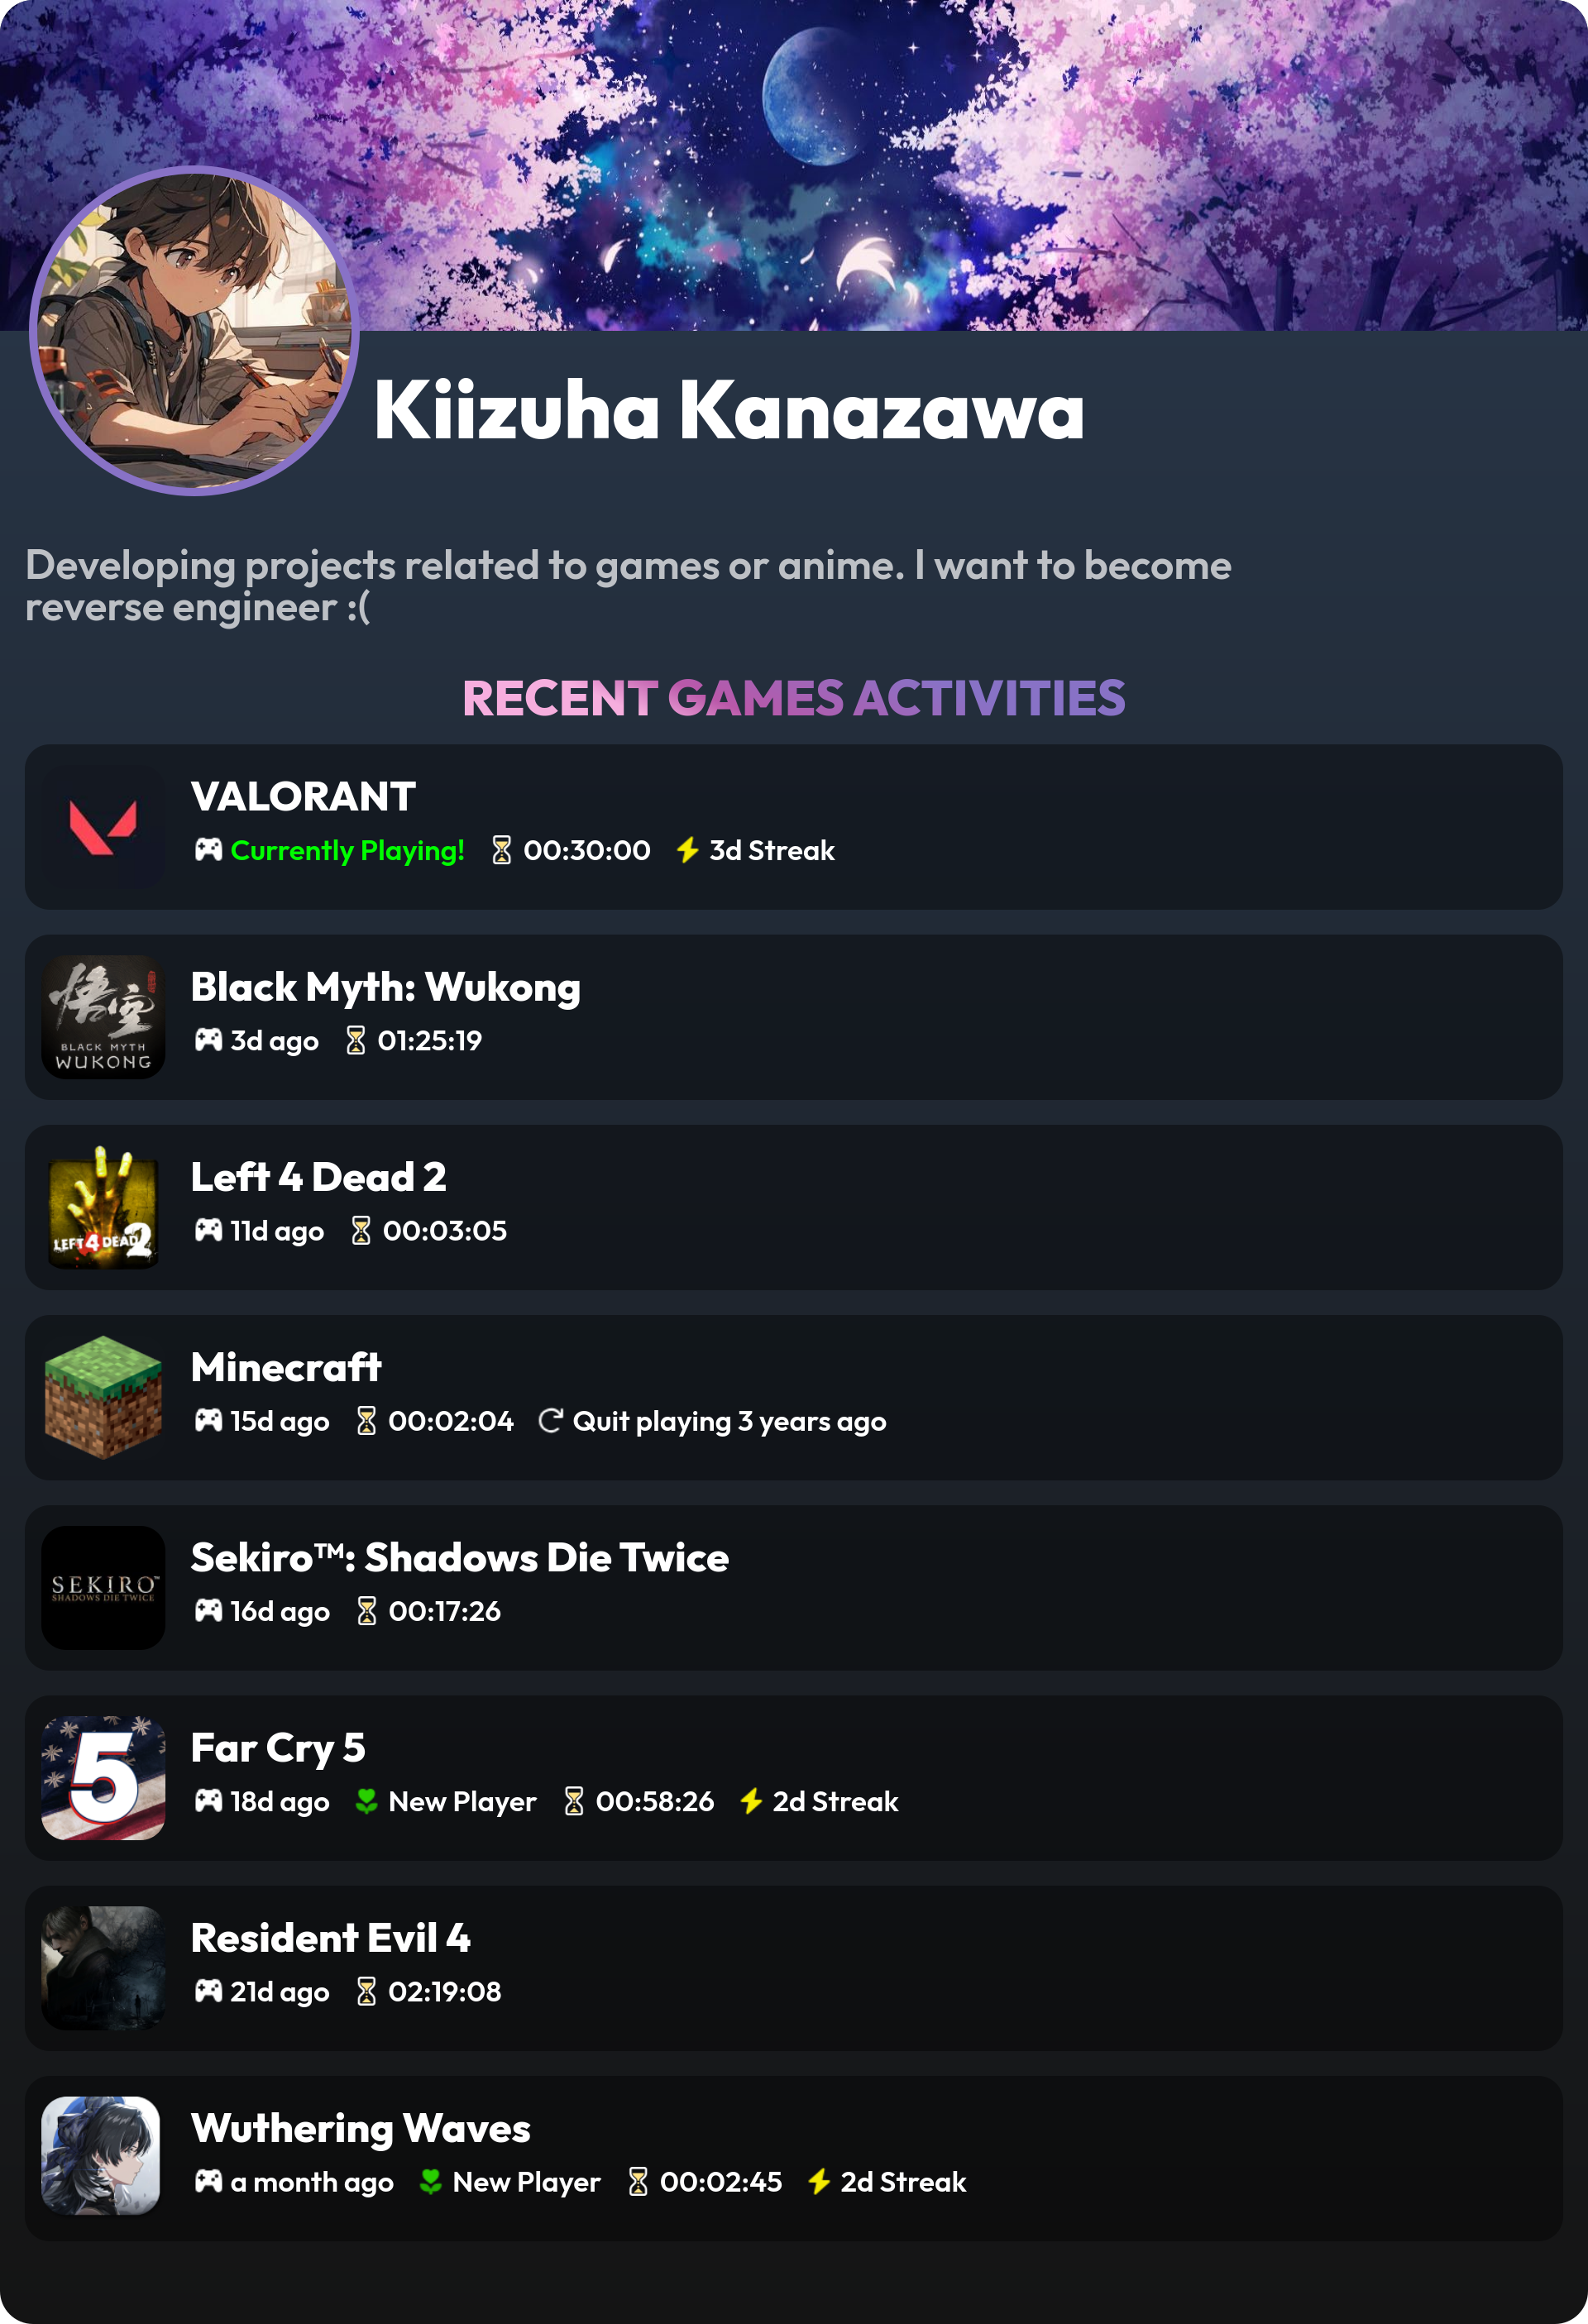 Kiizuha Kanazawa
Developing projects related to games or anime. I want to become
reverse engineer :(
RECENT GAMES ACTIVITIES
VALORANT
Currently Playing! 00:30:00 3d Streak
悟空
BLACK MYTH
WUKONG
Black Myth: Wukong
3d ago 01:25:19
LEFT 4 DEAD 2
Left 4 Dead 2
11d ago 00:03:05
Minecraft
15d ago 00:02:04 Quit playing 3 years ago
SEKIRO™
SHADOWS DIE TWICE
Sekiro™: Shadows Die Twice
16d ago 00:17:26
5
Far Cry 5
18d ago New Player 00:58:26 2d Streak
Resident Evil 4
21d ago 02:19:08
Wuthering Waves
a month ago New Player 00:02:45 2d Streak